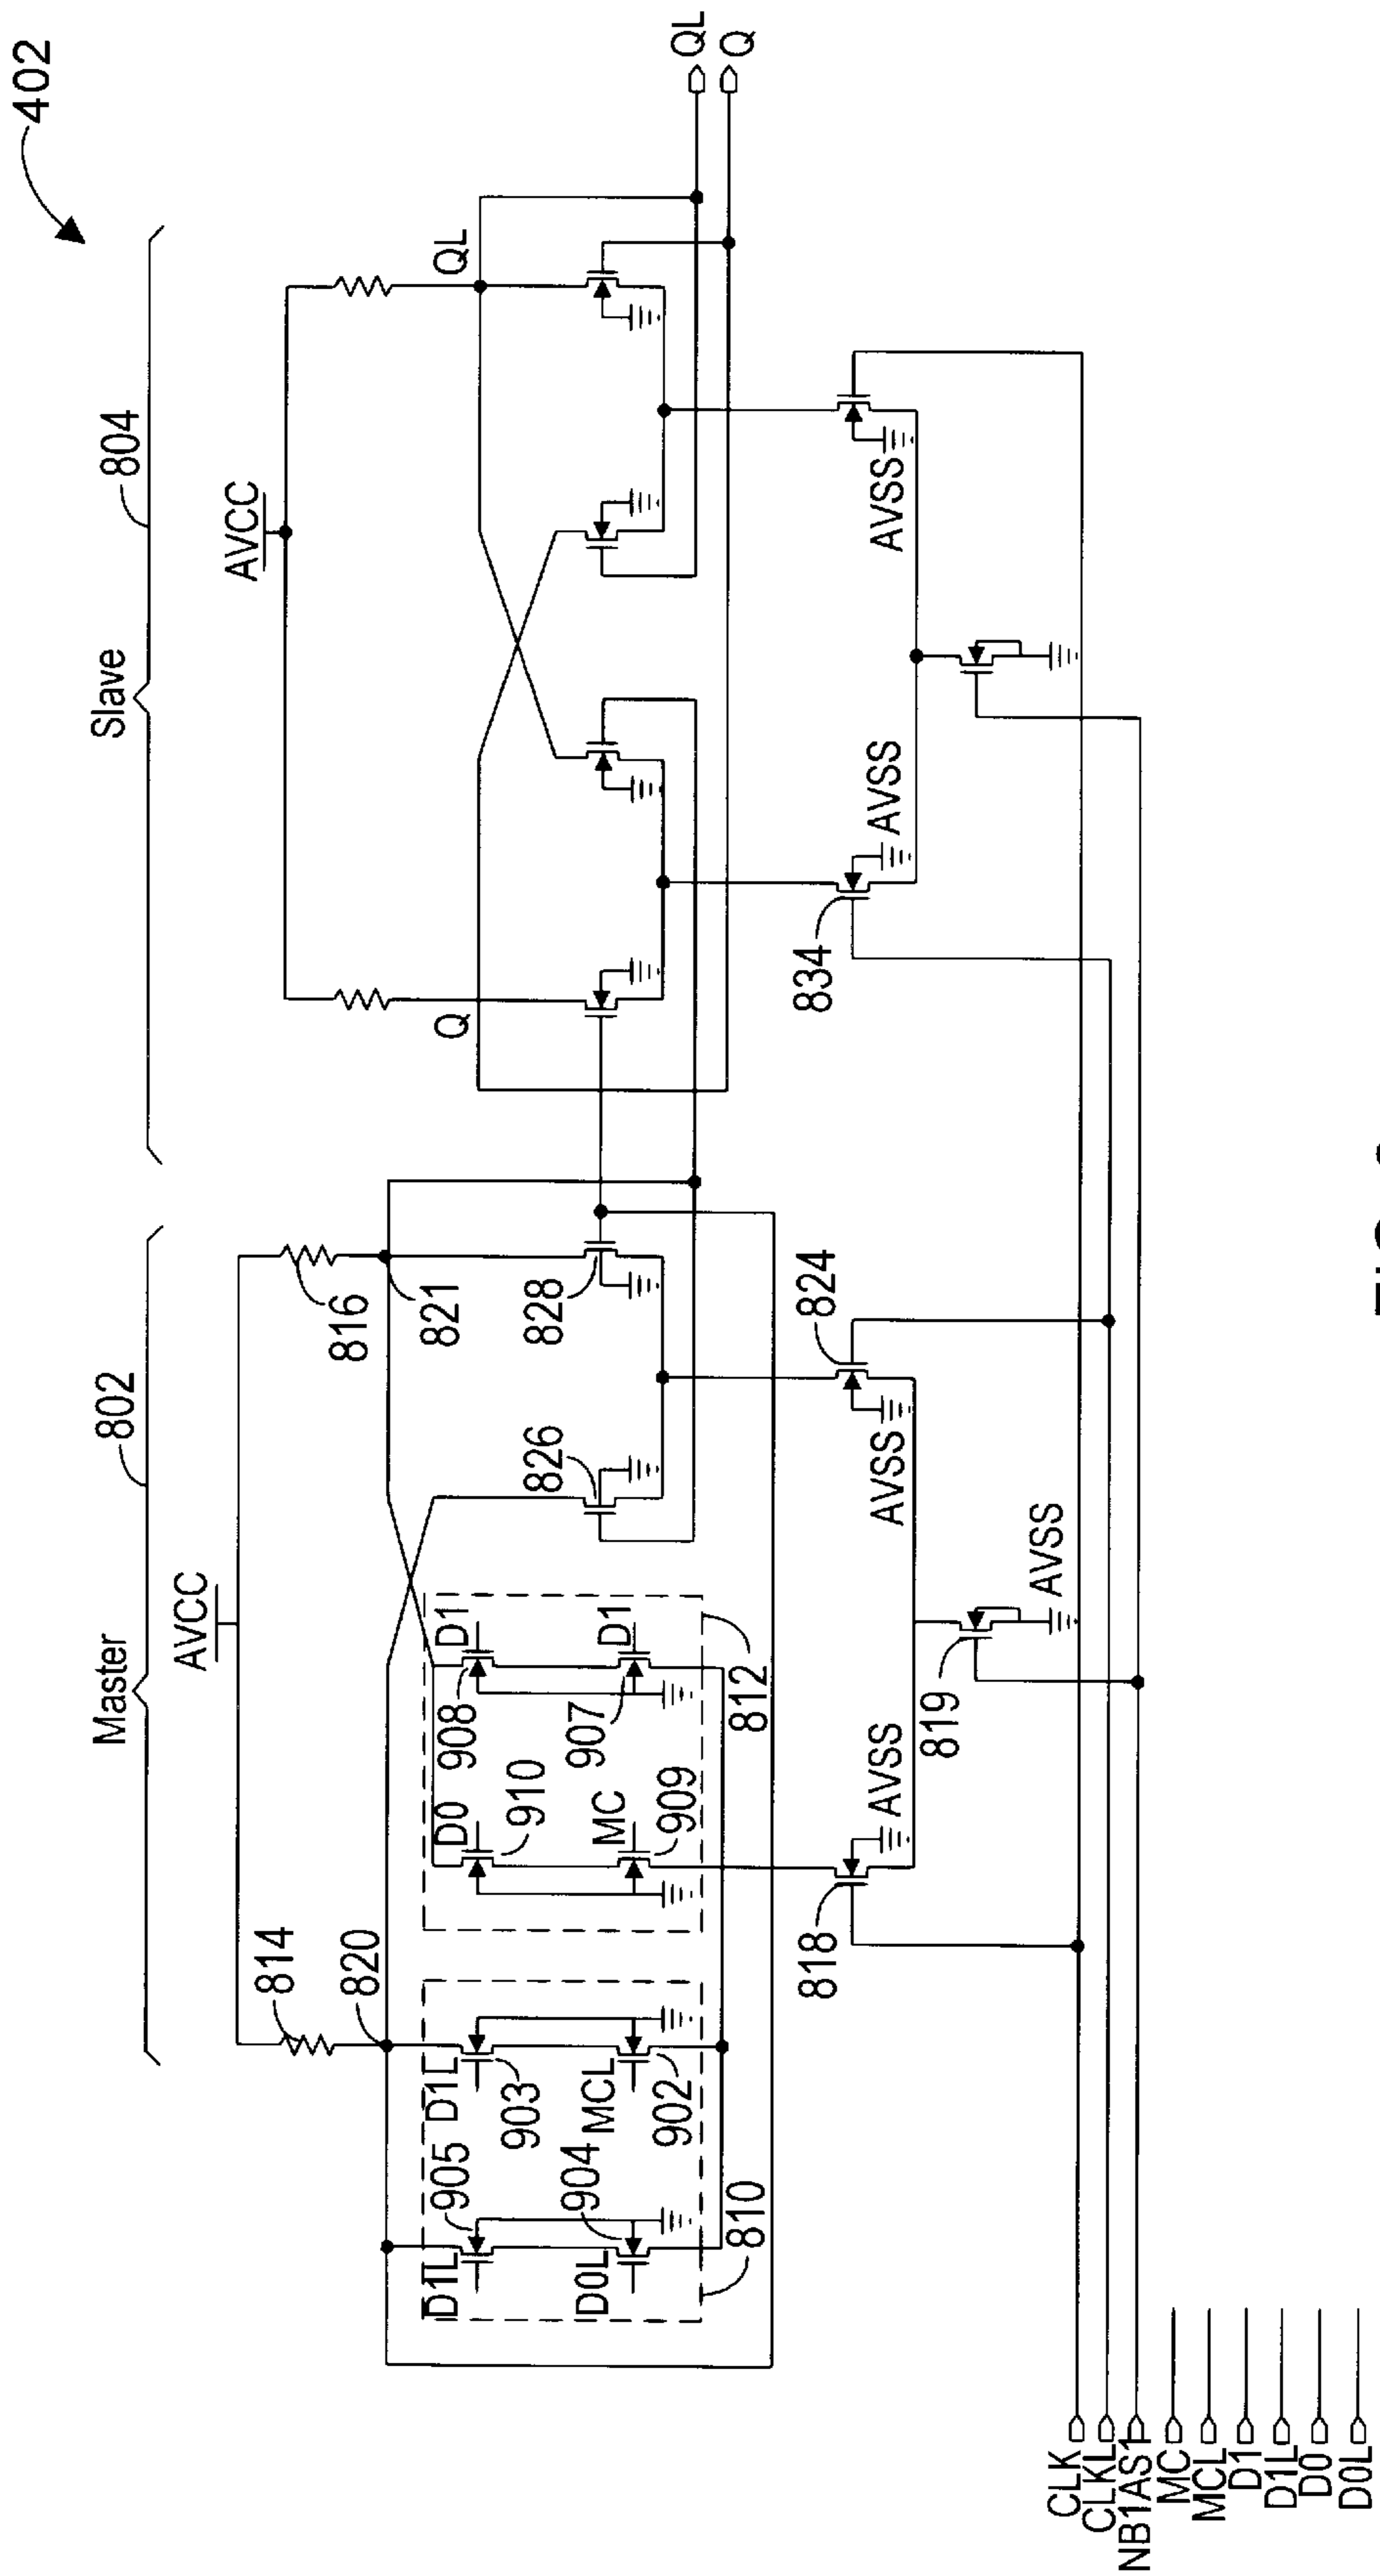 402
Master
802
Slave
804
AVCC
AVCC
814
816
820
821
Q
QL
QL
Q
D1L
905
D1L
903
D0
910
D1
908
826
828
D0L
904
MCL
902
MC
909
D1
907
810
812
818
AVSS
824
AVSS
834
AVSS
AVSS
819
AVSS
CLK
CLKL
NB1AS1
MC
MCL
D1
D1L
D0
D0L